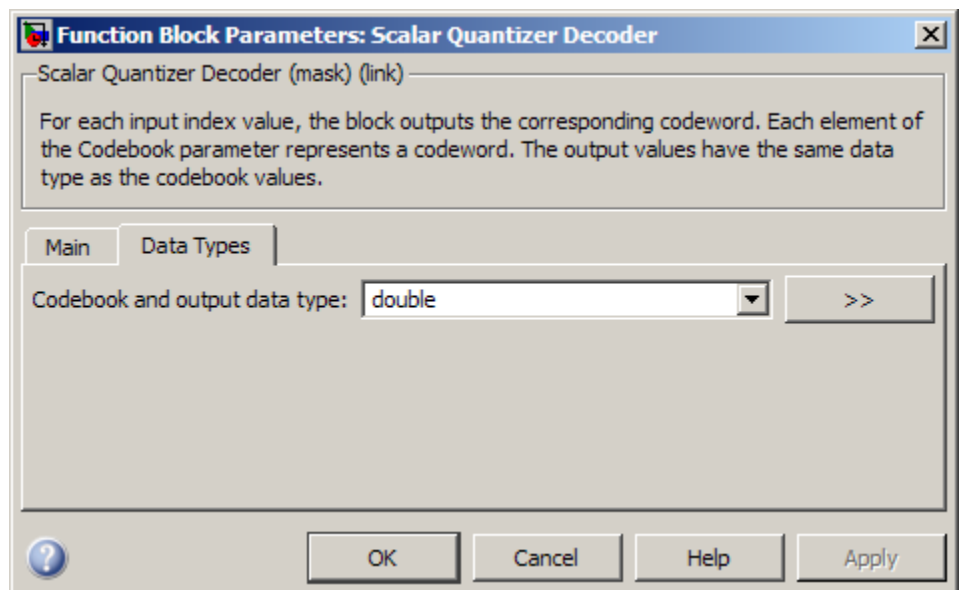 Function Block Parameters: Scalar Quantizer Decoder
Scalar Quantizer Decoder (mask) (link)
For each input index value, the block outputs the corresponding codeword. Each element of
the Codebook parameter represents a codeword. The output values have the same data
type as the codebook values.
Main Data Types
Codebook and output data type: double >>
OK Cancel Help Apply